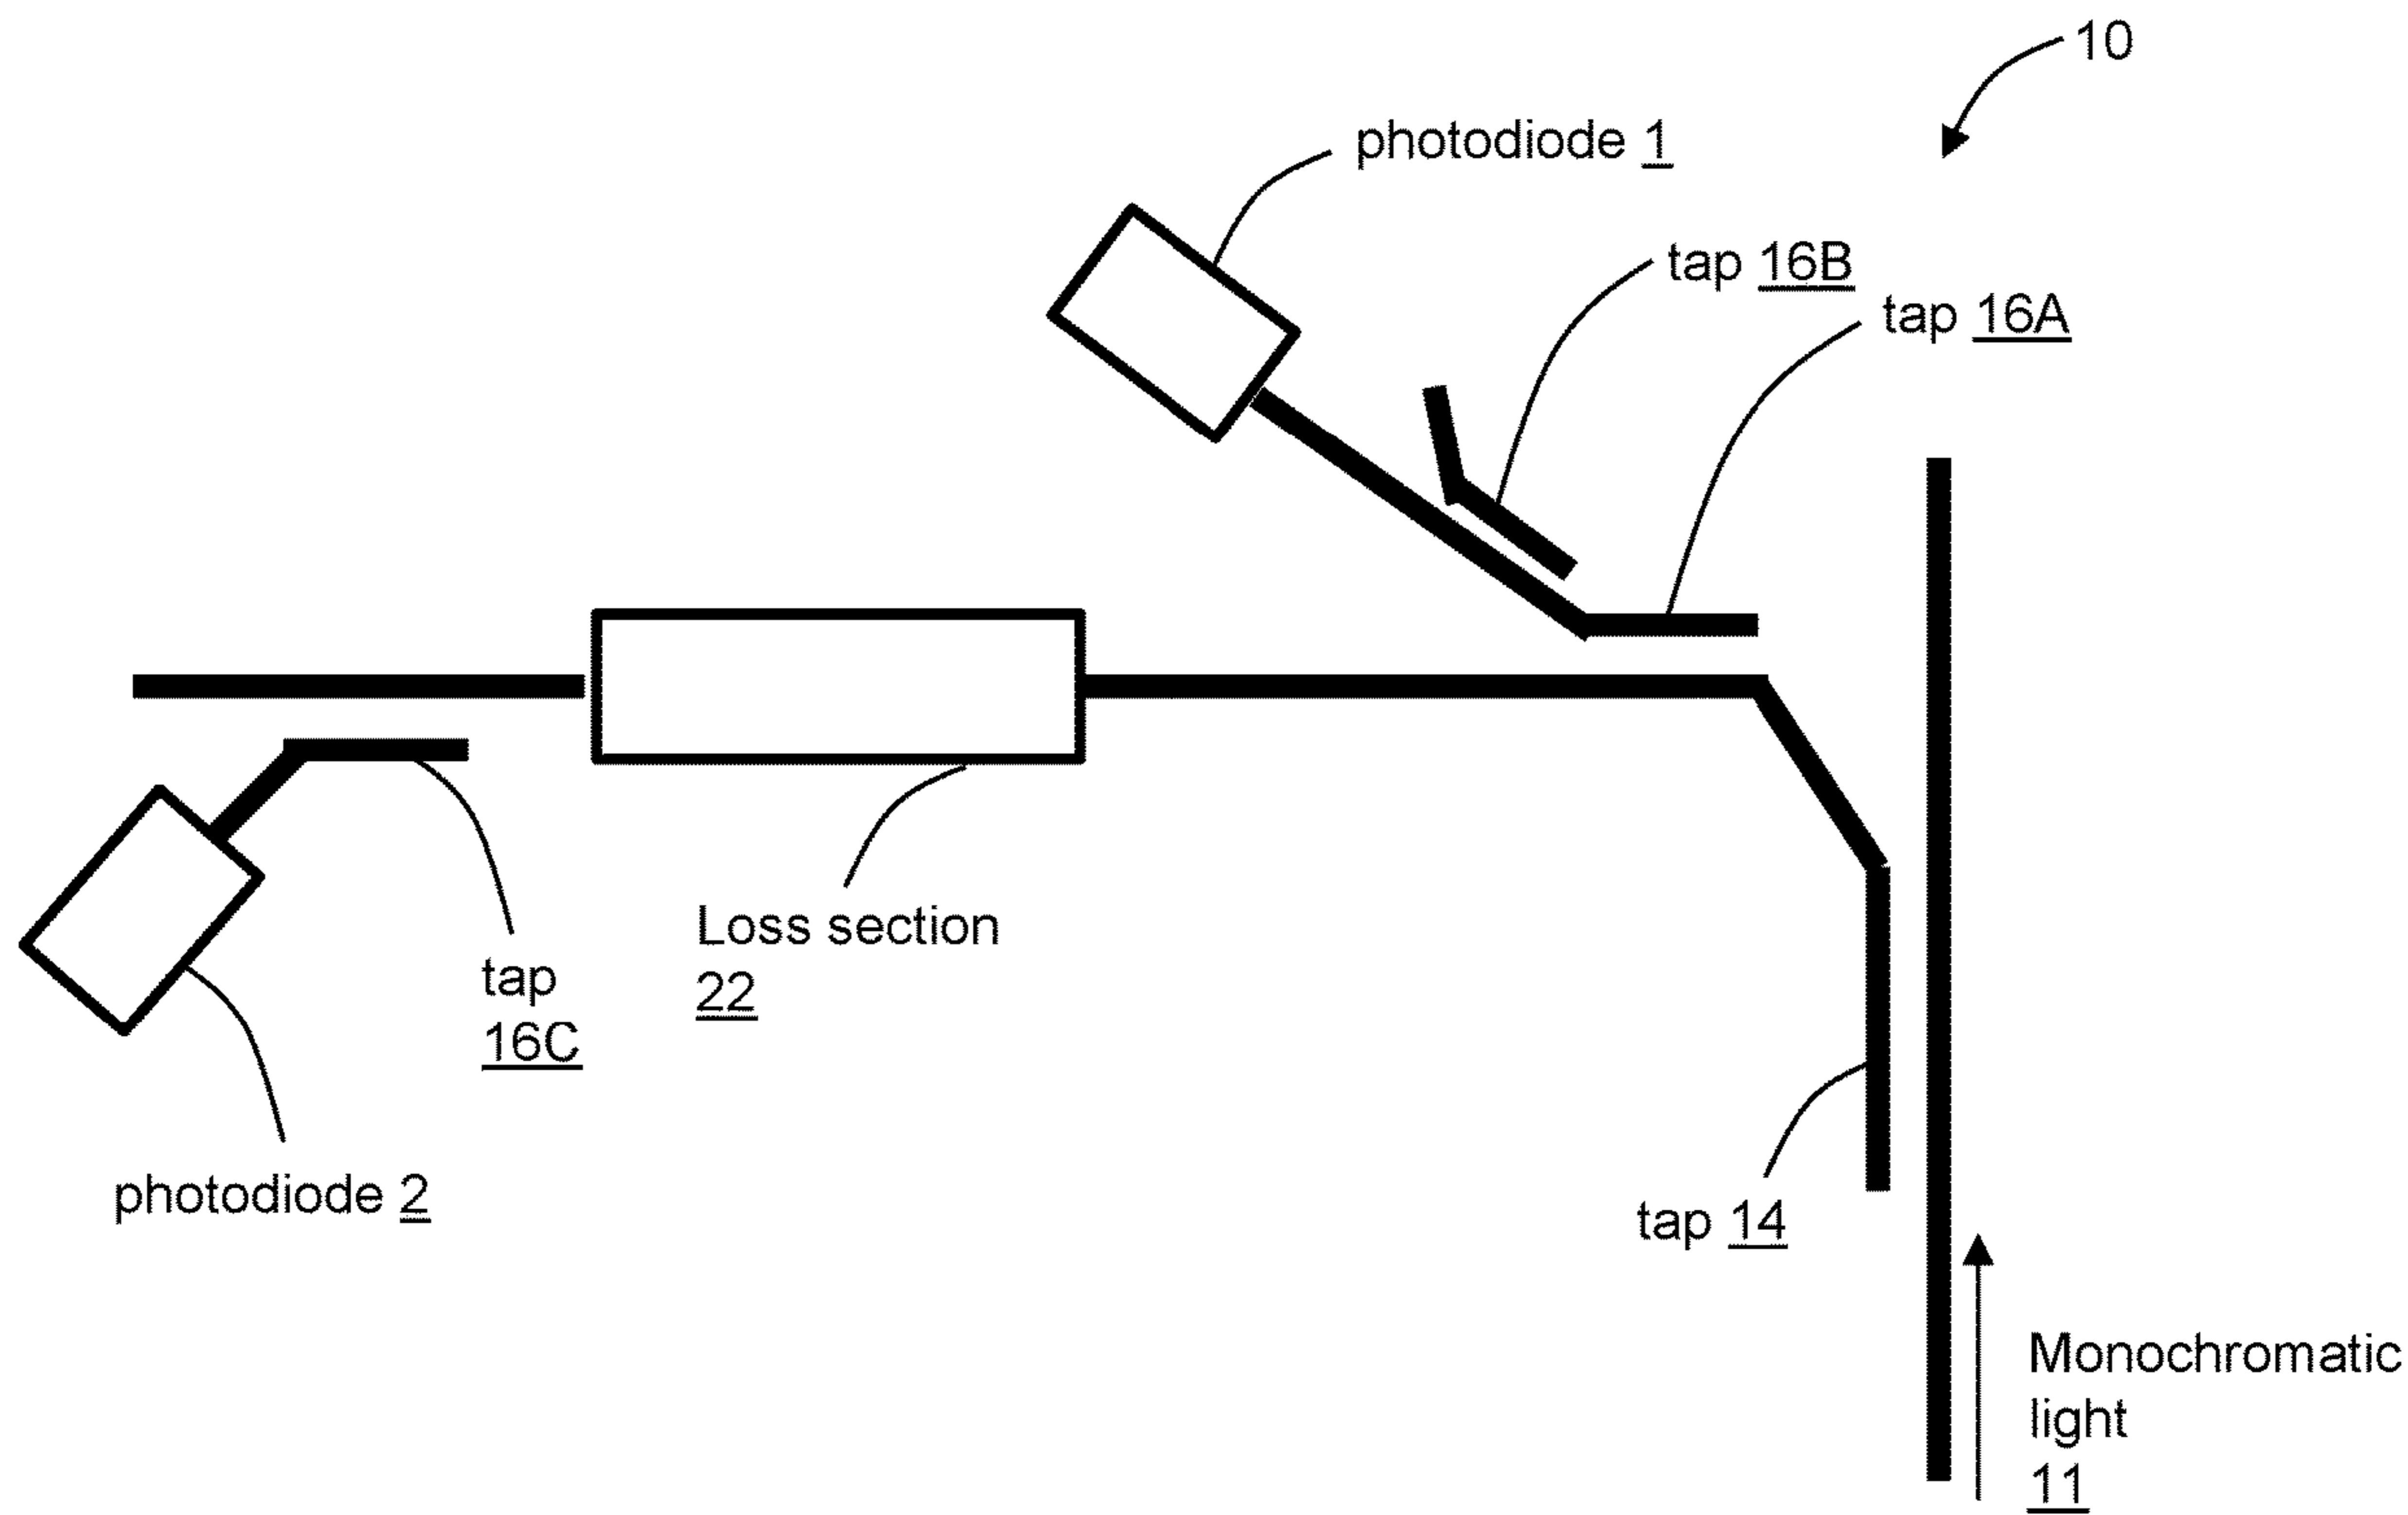 10
photodiode 1
tap 16B
tap 16A
Loss section
22
tap
16C
photodiode 2
tap 14
Monochromatic
light
11